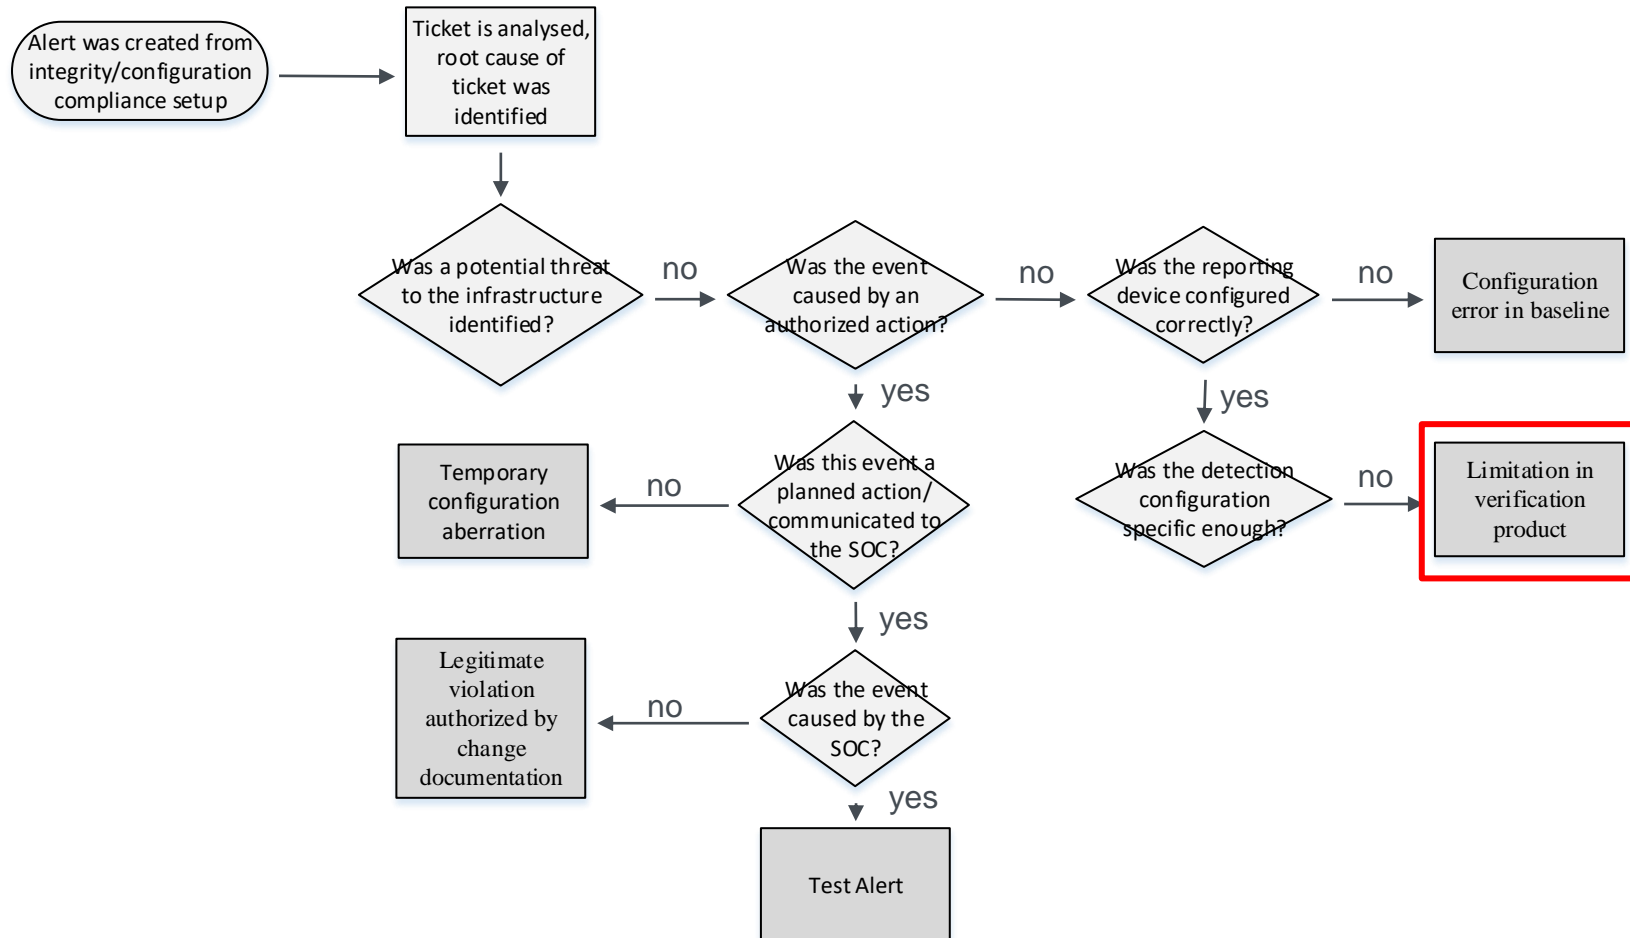 Alert was created from
integrity/configuration
compliance setup
Ticket is analysed,
root cause of
ticket was
identified
Was a potential threat
to the infrastructure
identified?
no
Was the event
caused by an
authorized action?
no
Was the reporting
device configured
correctly?
no
Configuration
error in baseline
yes
yes
Temporary
configuration
aberration
no
Was this event a
planned action/
communicated to
the SOC?
Was the detection
configuration
specific enough?
no
Limitation in
verification
product
yes
Legitimate
violation
authorized by
change
documentation
no
Was the event
caused by the
SOC?
yes
Test Alert